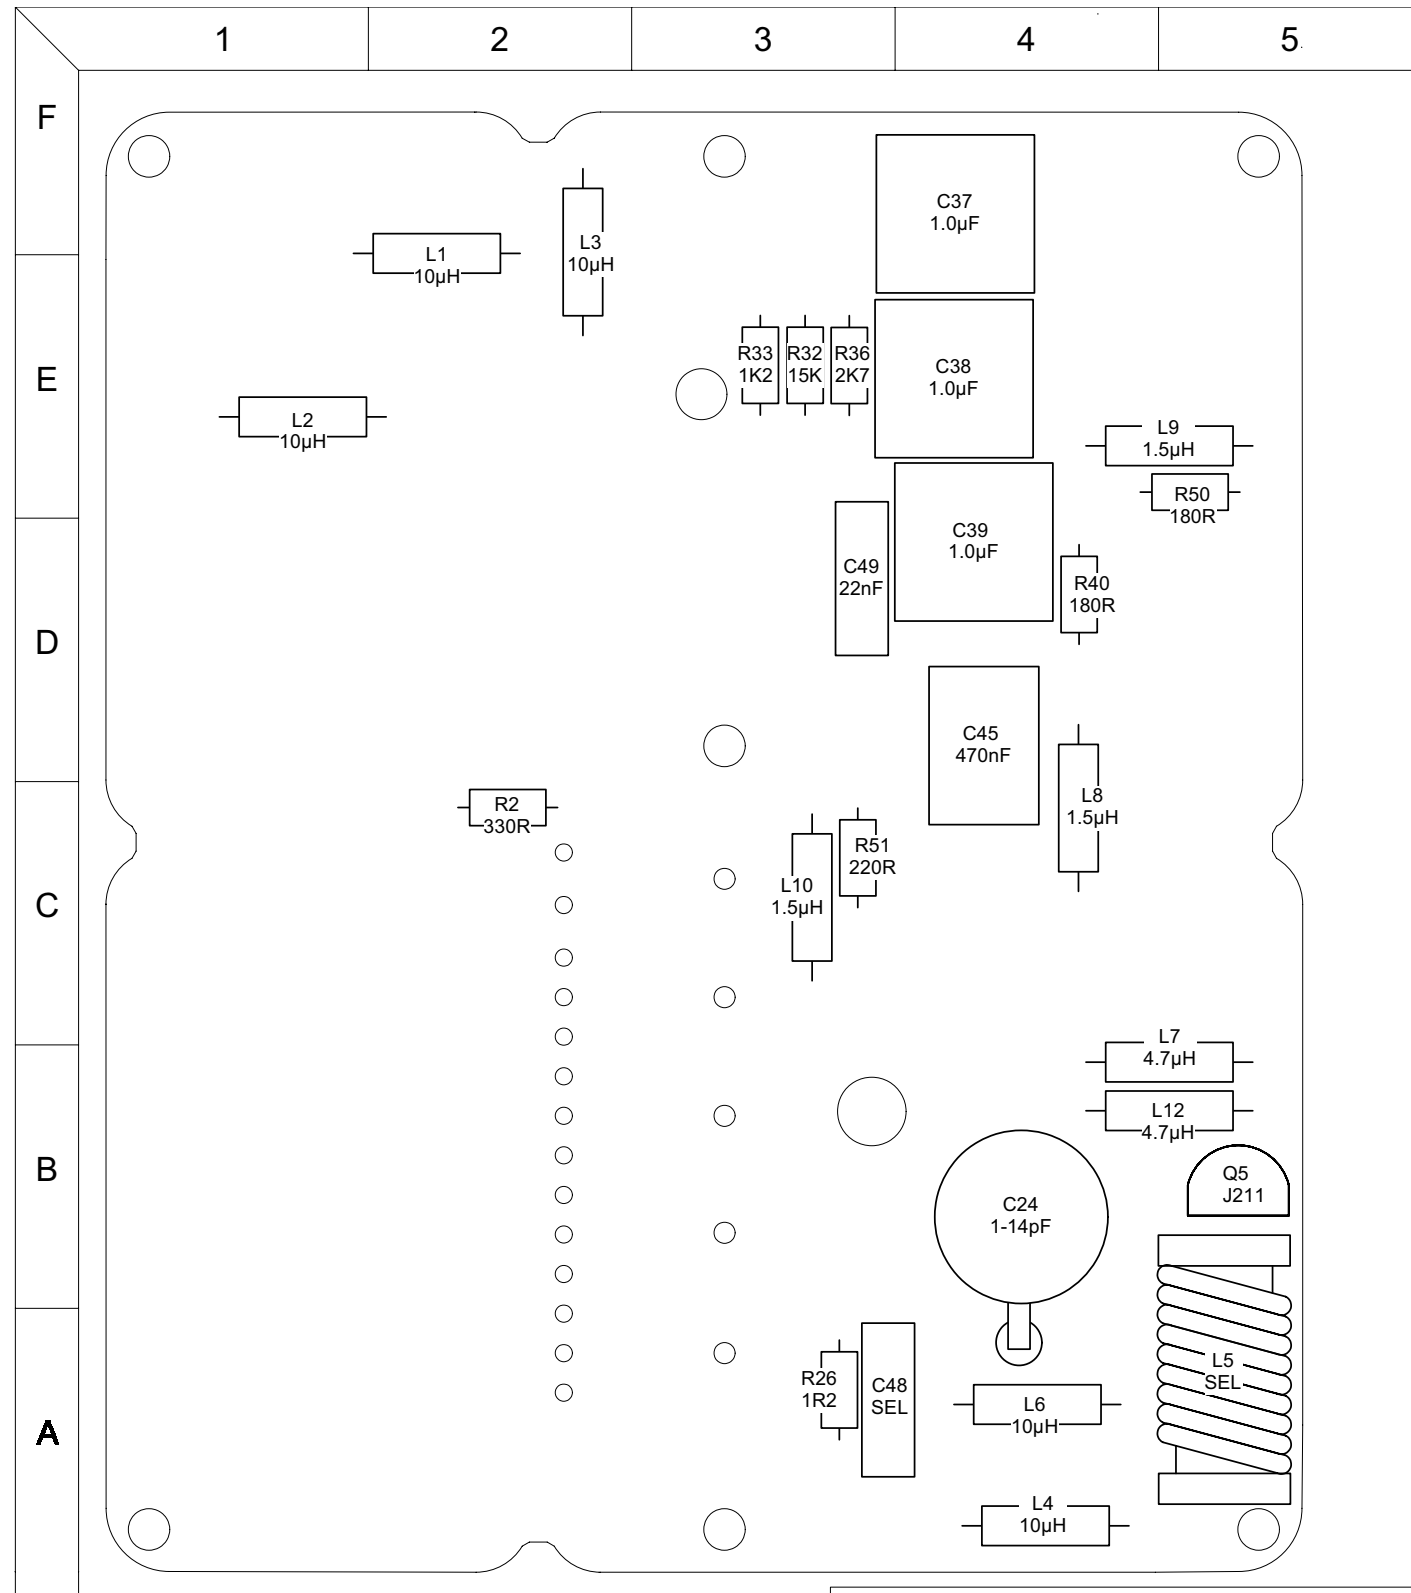 1
2
3
4
5
F
C37
1.0µF
L3
10µH
L1
10µH
E
R33
1K2
R32
15K
R36
2K7
C38
1.0µF
L2
10µH
L9
1.5µH
R50
180R
C39
1.0µF
C49
22nF
R40
180R
D
C45
470nF
R2
330R
L8
1.5µH
R51
220R
L10
1.5µH
C
L7
4.7µH
L12
4.7µH
B
Q5
J211
C24
1-14pF
L5
SEL
R26
1R2
C48
SEL
L6
10µH
A
L4
10µH